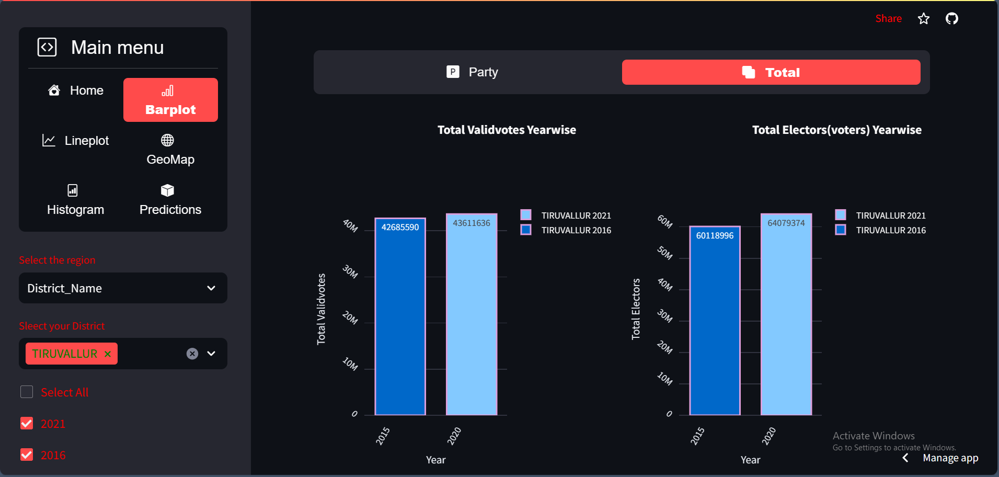 Share
Main menu
Home
Barplot
Lineplot
GeoMap
Histogram
Predictions
Select the region
District_Name
Sleect your District
TIRUVALLUR
Select All
2021
2016
P Party
Total
Total Validvotes Yearwise
40M
30M
20M
10M
0
Total Validvotes
42685590
43611636
2015
2020
Year
TIRUVALLUR 2021
TIRUVALLUR 2016
Total Electors(voters) Yearwise
60M
50M
40M
30M
20M
10M
0
Total Electors
60118996
64079374
2015
2020
Year
TIRUVALLUR 2021
TIRUVALLUR 2016
Activate Windows
Go to Settings to activate Windows.
Manage app